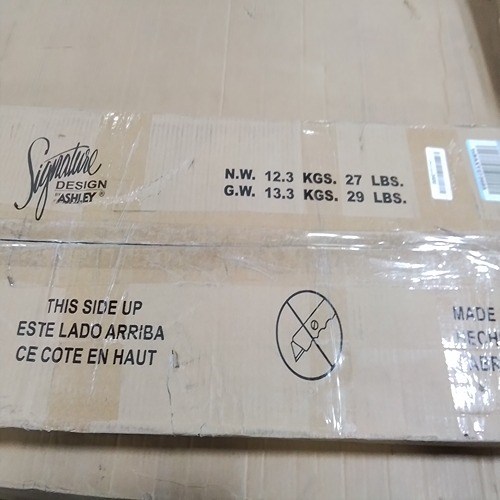 Signature
DESIGN
BY ASHLEY ®
N.W. 12.3 KGS. 27 LBS.
G.W. 13.3 KGS. 29 LBS.
THIS SIDE UP
ESTE LADO ARRIBA
CE COTE EN HAUT
MADE